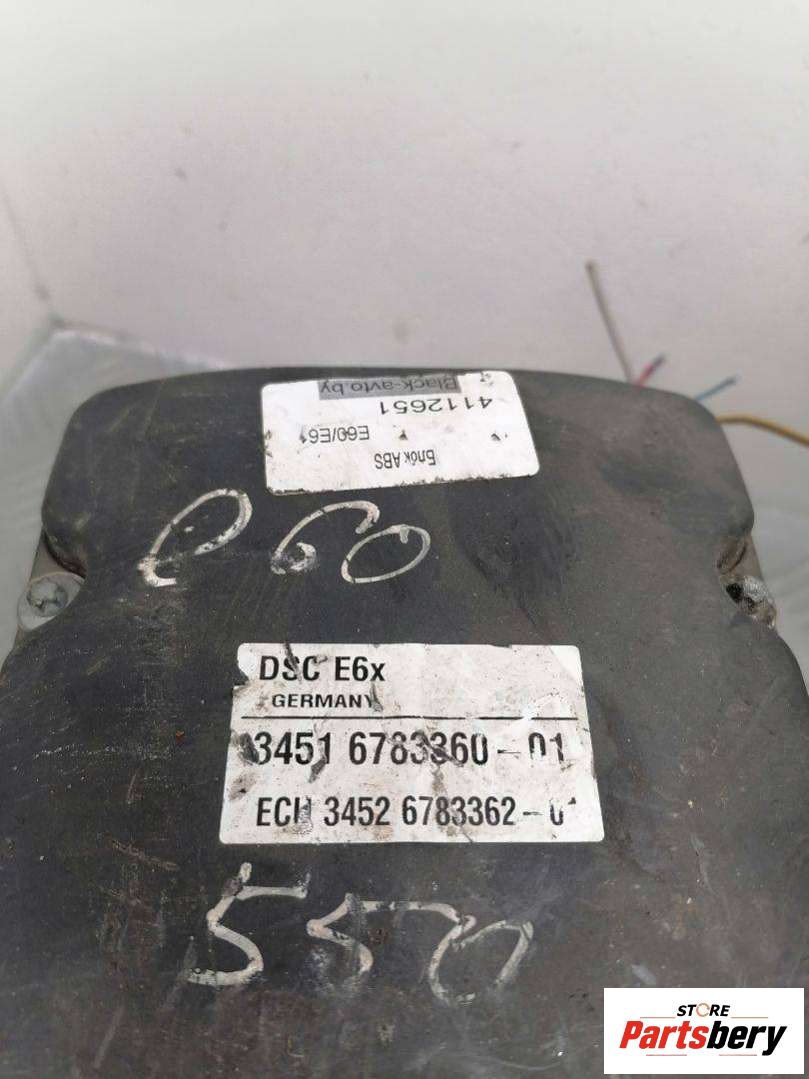 Black-avto.by
4112651
E60/E61
Блок ABS
e60
DSC E6x
GERMANY
3451 6783360-01
ECU 3452 6783362-01
550
STORE
Partsbery